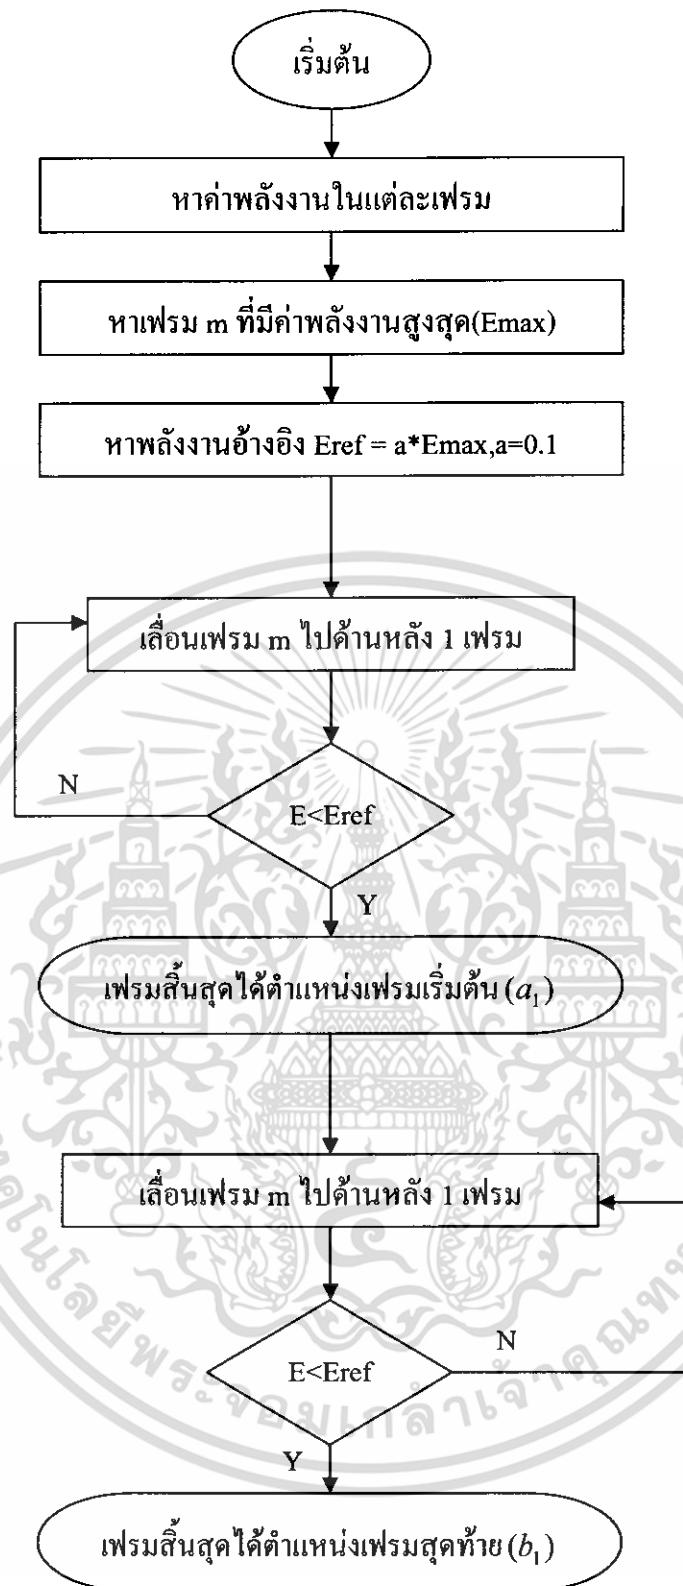 เริ่มต้น
หาค่าพลังงานในแต่ละเฟรม
หาเฟรม m ที่มีค่าพลังงานสูงสุด(Emax)
หาพลังงานอ้างอิง Eref = a*Emax,a=0.1
เลื่อนเฟรม m ไปด้านหลัง 1 เฟรม
N
E<Eref
Y
เฟรมสิ้นสุดได้ตำแหน่งเฟรมเริ่มต้น (a₁)
เลื่อนเฟรม m ไปด้านหลัง 1 เฟรม
N
E<Eref
Y
เฟรมสิ้นสุดได้ตำแหน่งเฟรมสุดท้าย (b₁)